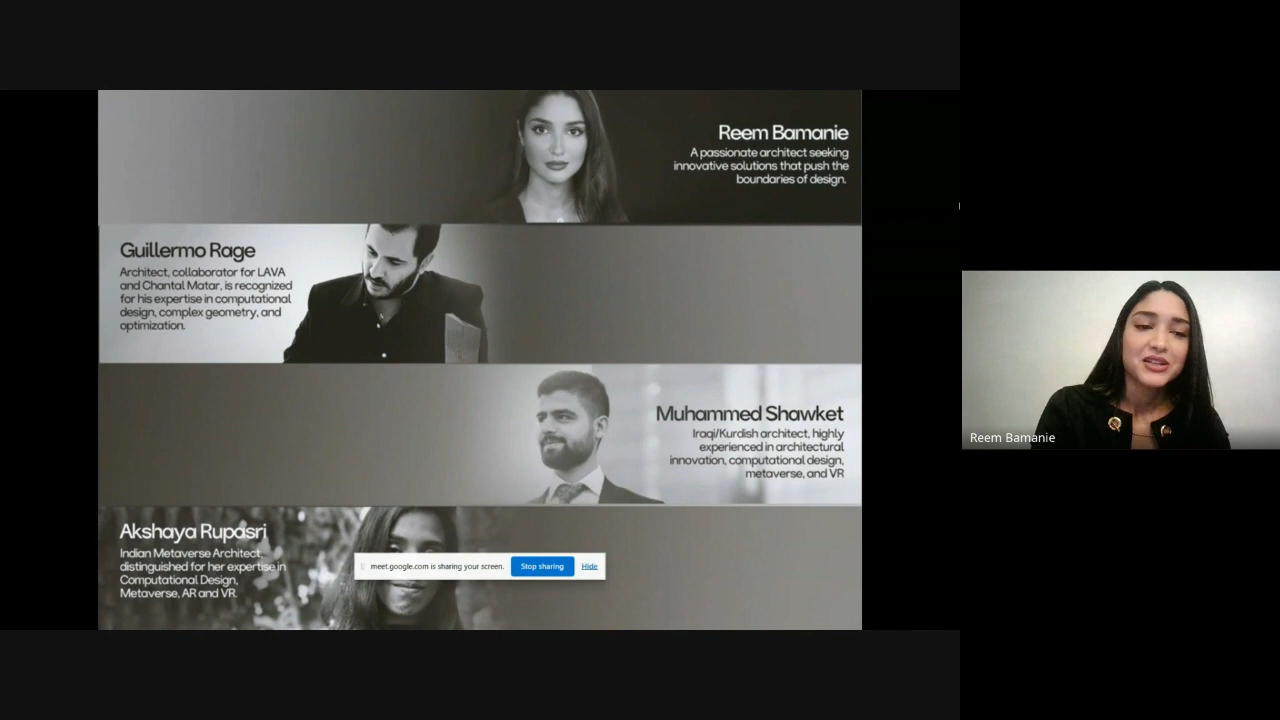 Reem Bamanie
A passionate architect seeking
innovative solutions that push the
boundaries of design.
Guillermo Rage
Architect, collaborator for LAVA
and Chantal Matar, is recognized
for his expertise in computational
design, complex geometry, and
optimization.
Muhammed Shawket
Iraqi/Kurdish architect, highly
experienced in architectural
innovation, computational design,
metaverse, and VR
Akshaya Rupasri
Indian Metaverse Architect,
distinguished for her expertise in
Computational Design,
Metaverse, AR and VR.
meet.google.com is sharing your screen. Stop sharing Hide
Reem Bamanie